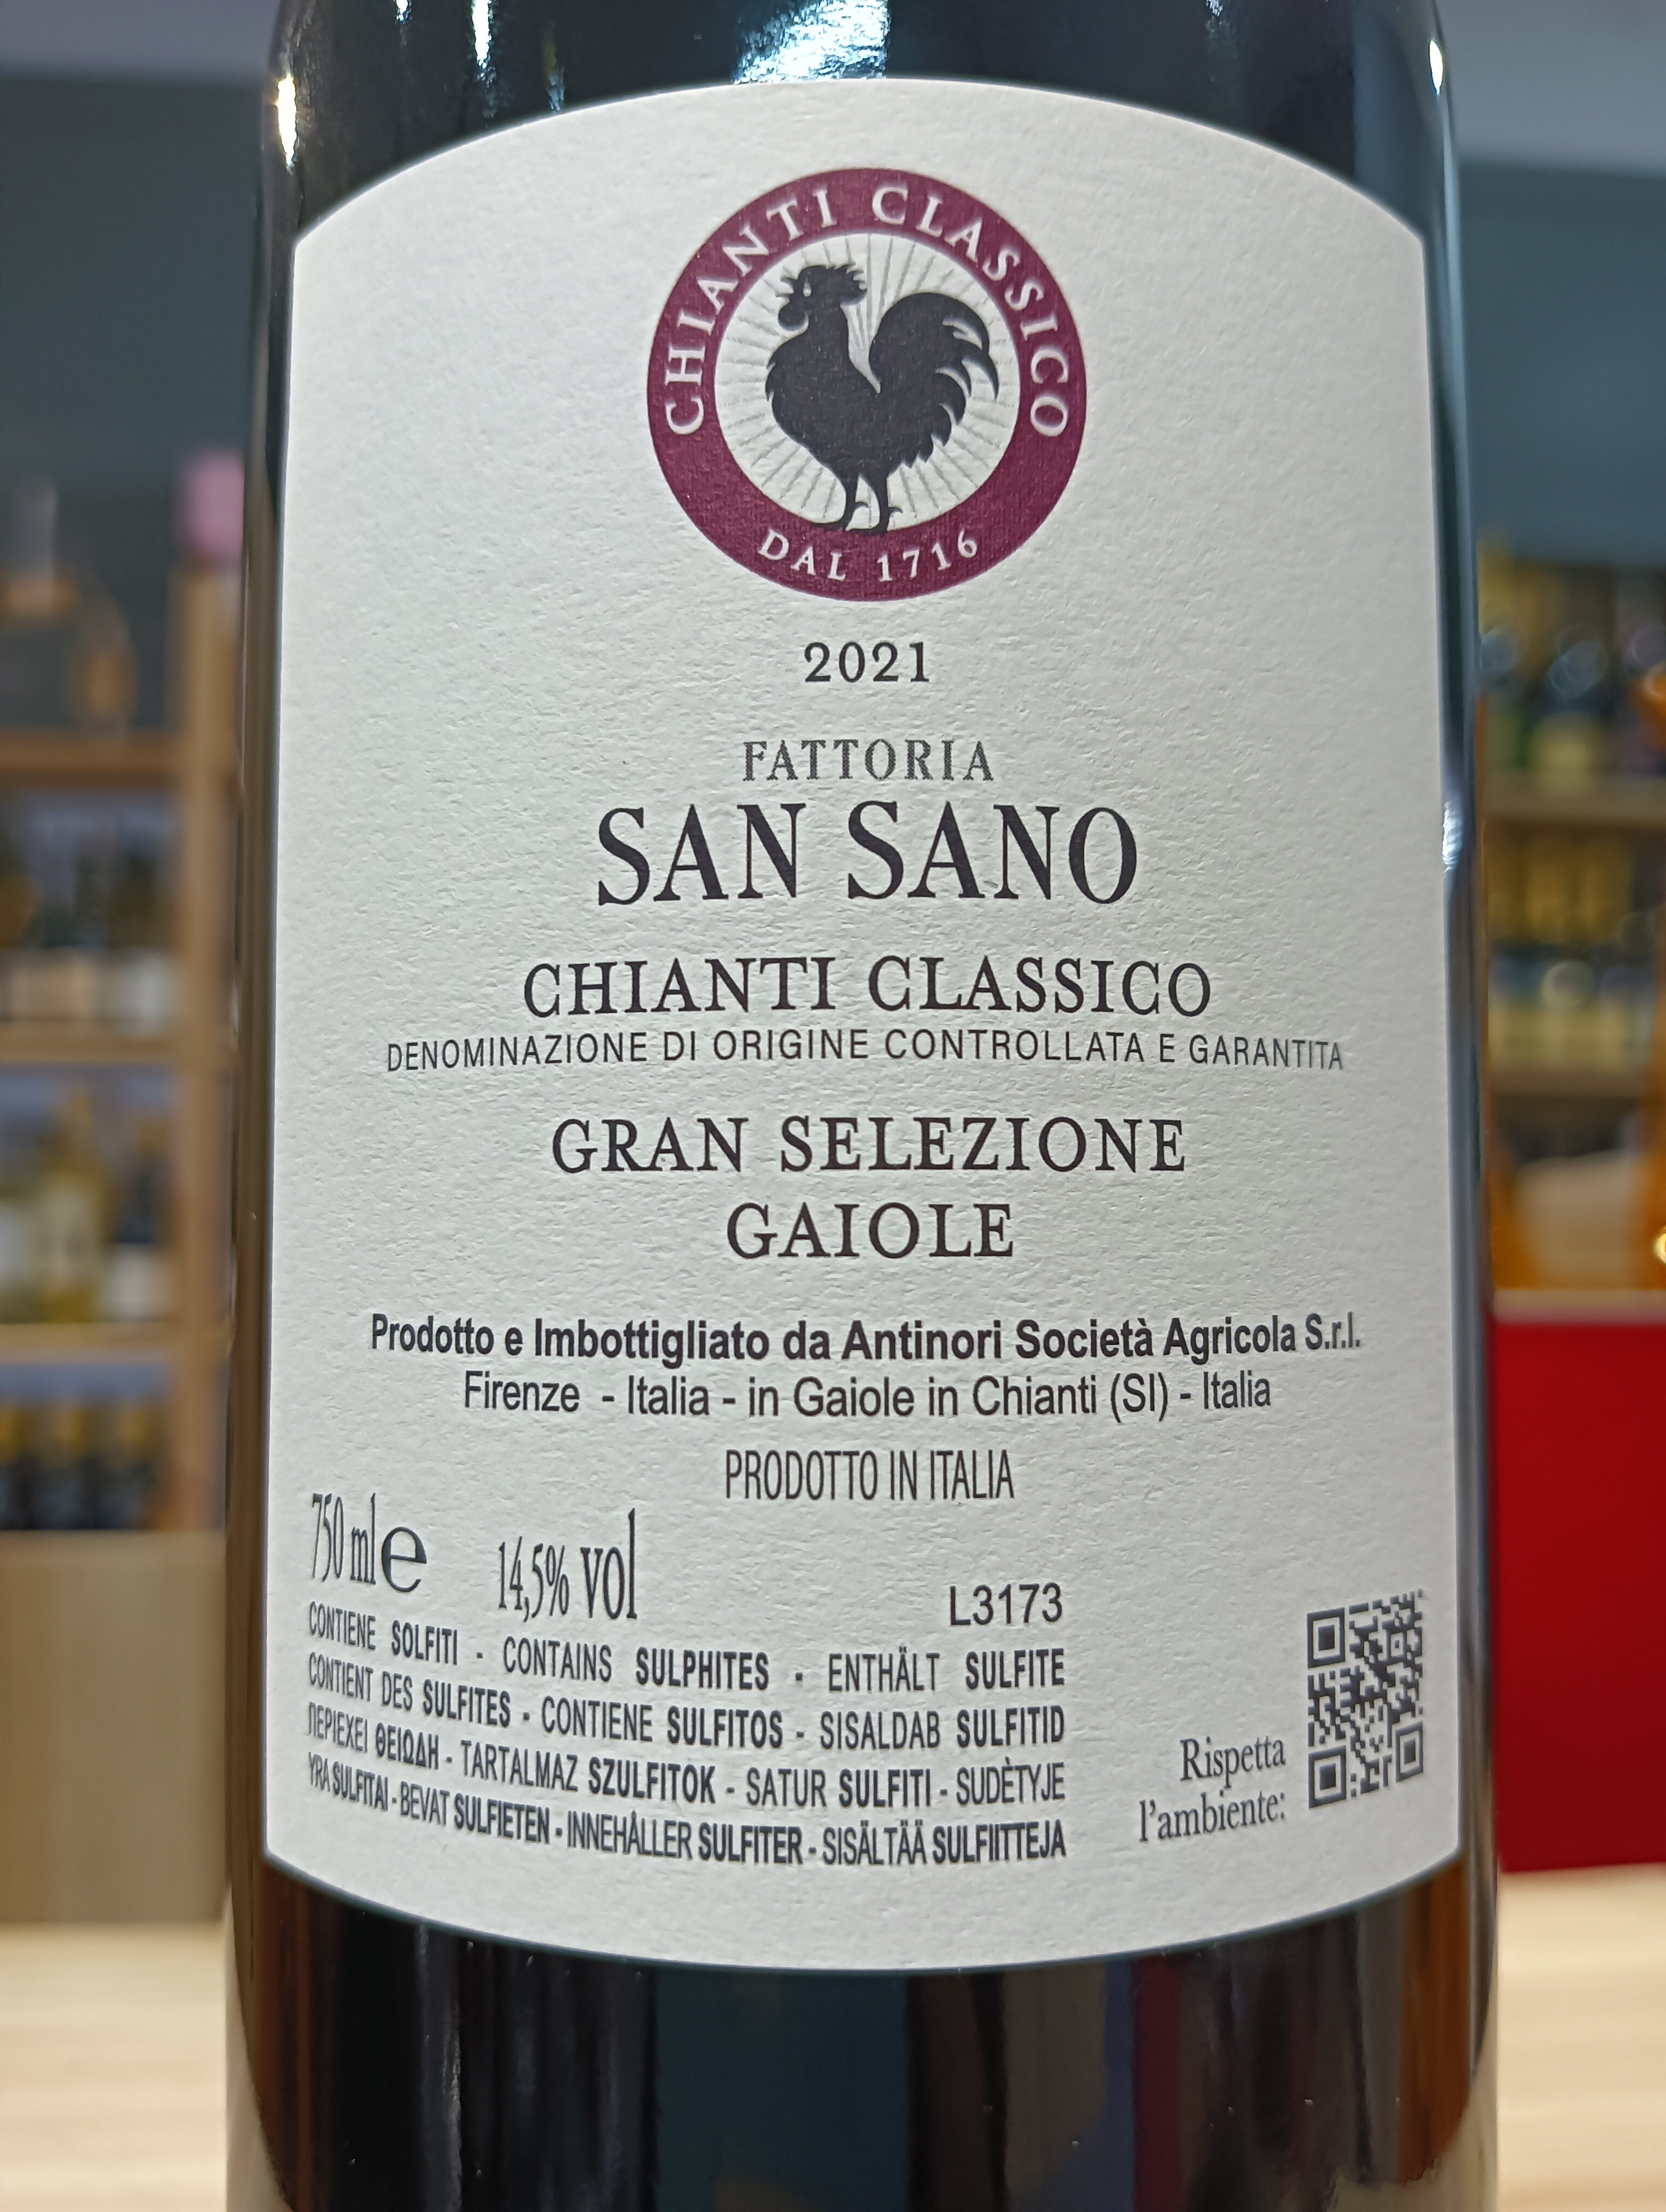 CHIANTI CLASSICO
DAL 1716
2021
FATTORIA
SAN SANO
CHIANTI CLASSICO
DENOMINAZIONE DI ORIGINE CONTROLLATA E GARANTITA
GRAN SELEZIONE
GAIOLE
Prodotto e Imbottigliato da Antinori Società Agricola S.r.l.
Firenze - Italia - in Gaiole in Chianti (SI) - Italia
PRODOTTO IN ITALIA
750 ml e 14,5% vol
L3173
CONTIENE SOLFITI - CONTAINS SULPHITES - ENTHÄLT SULFITE
CONTIENT DES SULFITES - CONTIENE SULFITOS - SISALDAB SULFITID
ΠΕΡΙΕΧΕΙ ΘΕΙΩΔΗ - TARTALMAZ SZULFITOK - SATUR SULFITI - SUDĖTYJE
YRA SULFITAI - BEVAT SULFIETEN - INNEHÅLLER SULFITER - SISÄLTÄÄ SULFIITTEJA
Rispetta
l'ambiente: